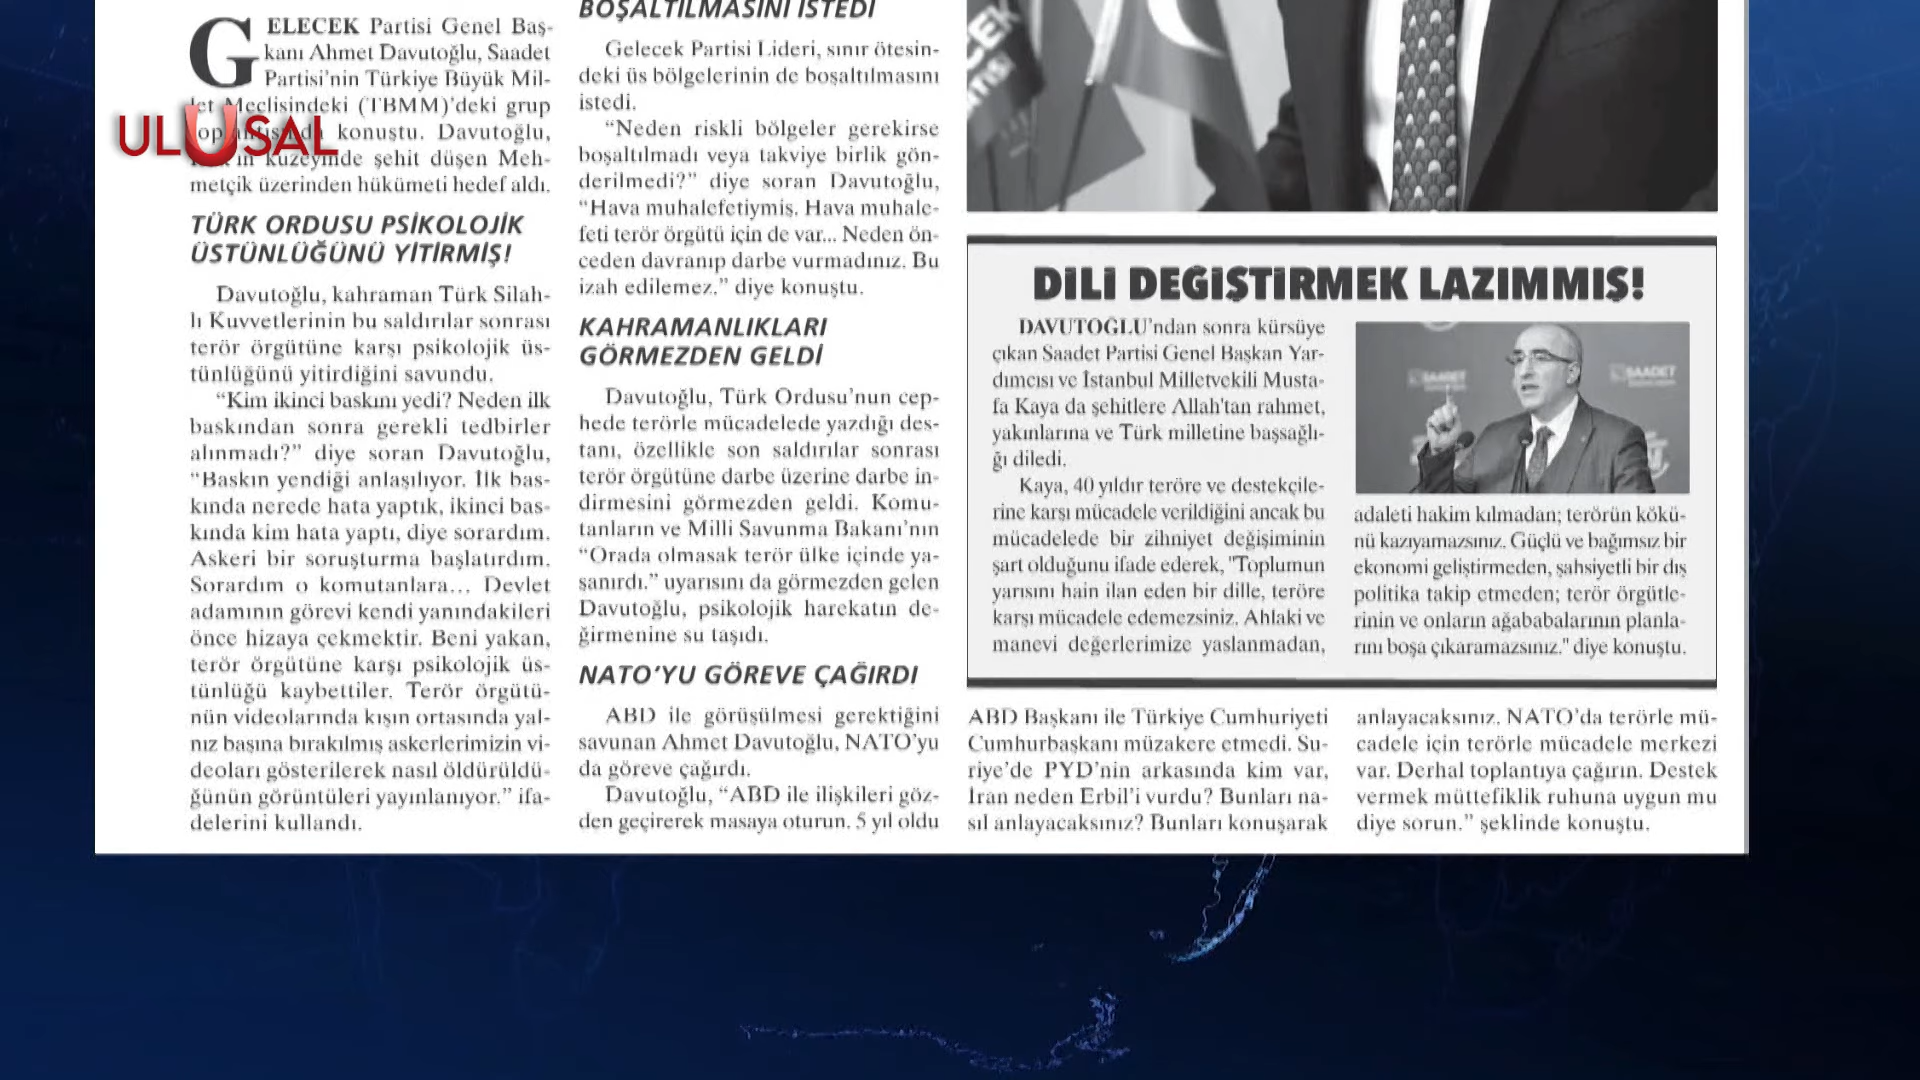 GELECEK Partisi Genel Baş-
kanı Ahmet Davutoğlu, Saadet
Partisi'nin Türkiye Büyük Mil-
let Meclisindeki (TBMM)'deki grup
konuştu. Davutoğlu,
kuzeyinde şehit düşen Meh-
metçik üzerinden hükümeti hedef aldı.
ULUSAL
TÜRK ORDUSU PSİKOLOJİK
ÜSTÜNLÜĞÜNÜ YİTİRMİŞ!
Davutoğlu, kahraman Türk Silah-
lı Kuvvetlerinin bu saldırılar sonrası
terör örgütüne karşı psikolojik üs-
tünlüğünü yitirdiğini savundu.
“Kim ikinci baskını yedi? Neden ilk
baskından sonra gerekli tedbirler
alınmadı?” diye soran Davutoğlu,
“Baskın yendiği anlaşılıyor. İlk bas-
kında nerede hata yaptık, ikinci bas-
kında kim hata yaptı, diye sorardım.
Askeri bir soruşturma başlatırdım.
Sorardım o komutanlara… Devlet
adamının görevi kendi yanındakileri
önce hizaya çekmektir. Beni yakan,
terör örgütüne karşı psikolojik üs-
tünlüğü kaybettiler. Terör örgütü-
nün videolarında kışın ortasında yal-
nız başına bırakılmış askerlerimizin vi-
deoları gösterilerek nasıl öldürüldü-
ğünün görüntüleri yayınlanıyor.” ifa-
delerini kullandı.
BOŞALTILMASINI İSTEDİ
Gelecek Partisi Lideri, sınır ötesin-
deki üs bölgelerinin de boşaltılmasını
istedi.
“Neden riskli bölgeler gerekirse
boşaltılmadı veya takviye birlik gön-
derilmedi?” diye soran Davutoğlu,
“Hava muhalefetiymiş. Hava muhale-
feti terör örgütü için de var... Neden ön-
ceden davranıp darbe vurmadınız. Bu
izah edilemez.” diye konuştu.
KAHRAMANLIKLARI
GÖRMEZDEN GELDİ
Davutoğlu, Türk Ordusu'nun cep-
hede terörle mücadelede yazdığı des-
tanı, özellikle son saldırılar sonrası
terör örgütüne darbe üzerine darbe in-
dirmesini görmezden geldi. Komu-
tanların ve Milli Savunma Bakanı'nın
“Orada olmasak terör ülke içinde ya-
şanırdı.” uyarısını da görmezden gelen
Davutoğlu, psikolojik harekatın de-
ğirmenine su taşıdı.
NATO'YU GÖREVE ÇAĞIRDI
ABD ile görüşülmesi gerektiğini
savunan Ahmet Davutoğlu, NATO'yu
da göreve çağırdı.
Davutoğlu, “ABD ile ilişkileri göz-
den geçirerek masaya oturun. 5 yıl oldu
ABD Başkanı ile Türkiye Cumhuriyeti
Cumhurbaşkanı müzakere etmedi. Su-
riye'de PYD'nin arkasında kim var,
İran neden Erbil'i vurdu? Bunları na-
sıl anlayacaksınız? Bunları konuşarak
anlayacaksınız. NATO'da terörle mü-
cadele için terörle mücadele merkezi
var. Derhal toplantıya çağırın. Destek
vermek müttefiklik ruhuna uygun mu
diye sorun.” şeklinde konuştu.
DİLİ DEĞİŞTİRMEK LAZIMMIŞ!
DAVUTOĞLU'ndan sonra kürsüye
çıkan Saadet Partisi Genel Başkan Yar-
dımcısı ve İstanbul Milletvekili Musta-
fa Kaya da şehitlere Allah'tan rahmet,
yakınlarına ve Türk milletine başsağlı-
ğı diledi.
Kaya, 40 yıldır teröre ve destekçile-
rine karşı mücadele verildiğini ancak bu
mücadelede bir zihniyet değişiminin
şart olduğunu ifade ederek, "Toplumun
yarısını hain ilan eden bir dille, teröre
karşı mücadele edemezsiniz. Ahlaki ve
manevi değerlerimize yaslanmadan,
SAADET
SAADET
adaleti hakim kılmadan; terörün kökü-
nü kazıyamazsınız. Güçlü ve bağımsız bir
ekonomi geliştirmeden, şahsiyetli bir dış
politika takip etmeden; terör örgütle-
rinin ve onların ağababalarının planla-
rını boşa çıkaramazsınız." diye konuştu.